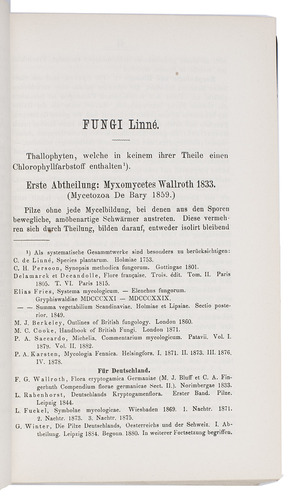 FUNGI Linné.
Thallophyten, welche in keinem ihrer Theile einen
Chlorophyllfarbstoff enthalten¹).
Erste Abtheilung: Myxomycetes Wallroth 1833.
(Mycetozoa De Bary 1859.)
Pilze ohne jede Mycelbildung, bei denen aus den Sporen
bewegliche, amöbenartige Schwärmer austreten. Diese vermeh-
ren sich durch Theilung, bilden darauf, entweder isolirt bleibend
¹) Als systematische Gesammtwerke sind besonders zu berücksichtigen:
C. de Linné, Species plantarum. Holmiae 1753.
C. H. Persoon, Synopsis methodica fungorum. Gottingae 1801.
Delamarck et Decandolle, Flore française. Troi. Edit. Tom. II. Paris
1805. T. VI. Paris 1815.
Elias Fries, Systema mycologicum. — Elenchus fungorum.
Gryphiswaldiae MDCCCXXI — MDCCCXXIX.
— — Summa vegetabilium Scandinaviae. Holmiae et Lipsiae. Sectio poste-
rior. 1849.
M. J. Berkeley, Outlines of British fungology. London 1860.
M. C. Cooke, Handbook of British Fungi. London 1871.
P. A. Saccardo, Michelia, Commentarium mycologicum. Patavii. Vol. I
1879. Vol. II. 1882.
P. A. Karsten, Mycologia Fennica. Helsingfors. I. 1871. II. 1873. III. 1876.
IV. 1878.
Für Deutschland.
F. G. Wallroth, Flora cryptogamica Germaniae (M. J. Bluff et C. A. Fin-
gerhuth Compendium florae germanicae Sect. II.). Norimbergae 1833.
L. Rabenhorst, Deutschlands Kryptogamenflora. Erster Band. Pilze.
Leipzig 1844.
L. Fuckel, Symbolae mycologicae. Wiesbaden 1869. 1. Nachtr. 1871.
2. Nachtr. 1873. 3. Nachtr. 1875.
G. Winter, Die Pilze Deutschlands, Oesterreichs und der Schweiz. I. Ab-
theilung. Leipzig 1884. Begonn. 1880. In weiterer Fortsetzung begriffen.